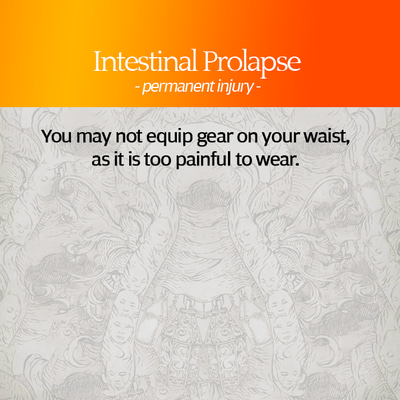 Intestinal Prolapse
- permanent injury -
You may not equip gear on your waist,
as it is too painful to wear.